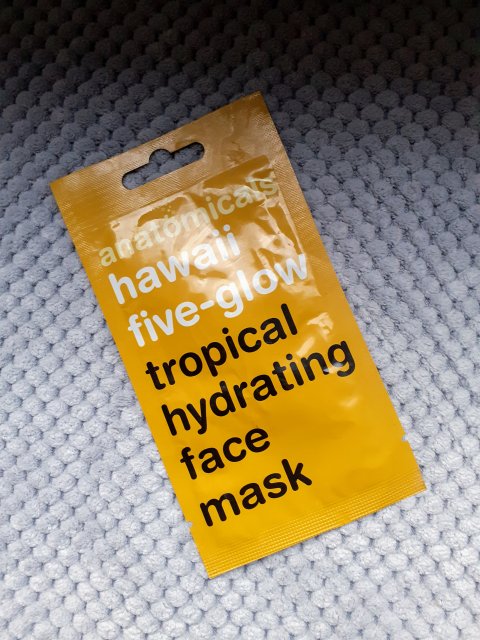 anatomicals
hawaii
five-glow
tropical
hydrating
face
mask